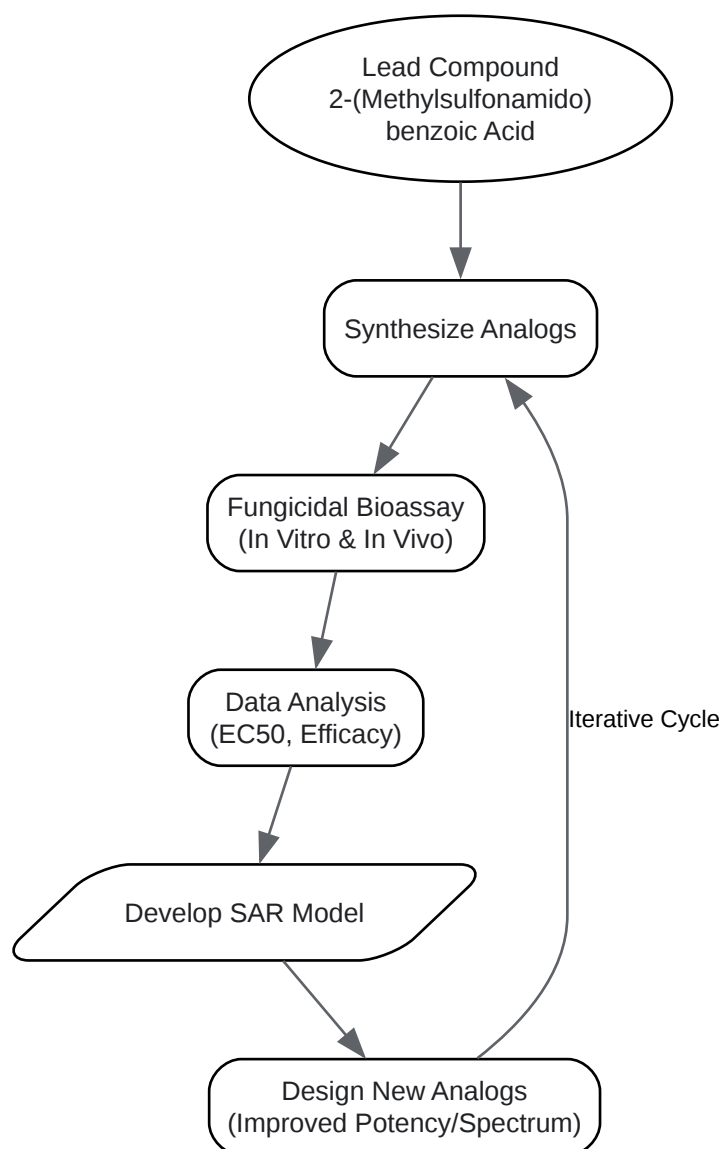 Lead Compound
2-(Methylsulfonamido)
benzoic Acid
Synthesize Analogs
Fungicidal Bioassay
(In Vitro & In Vivo)
Data Analysis
(EC50, Efficacy)
Iterative Cycle
Develop SAR Model
Design New Analogs
(Improved Potency/Spectrum)